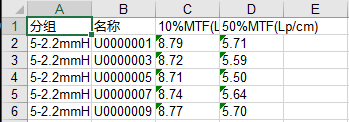 A B C D E
1 分组 名称 10%MTF(L 50%MTF(Lp/cm)
2 5-2.2mmH U0000001 8.79 5.71
3 5-2.2mmH U0000002 8.72 5.59
4 5-2.2mmH U0000005 8.71 5.50
5 5-2.2mmH U0000007 8.74 5.64
6 5-2.2mmH U0000009 8.77 5.70